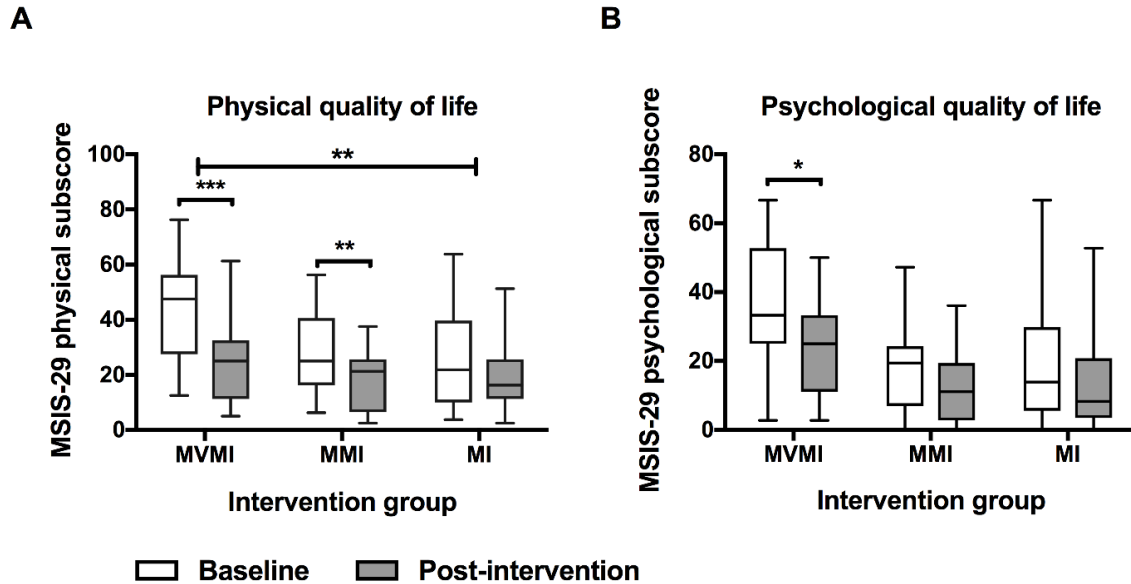 A
Physical quality of life
MSIS-29 physical subscore
100
80
60
40
20
0
**
***
**
MVMI
MMI
MI
Intervention group
B
Psychological quality of life
MSIS-29 psychological subscore
80
60
40
20
0
*
MVMI
MMI
MI
Intervention group
Baseline
Post-intervention